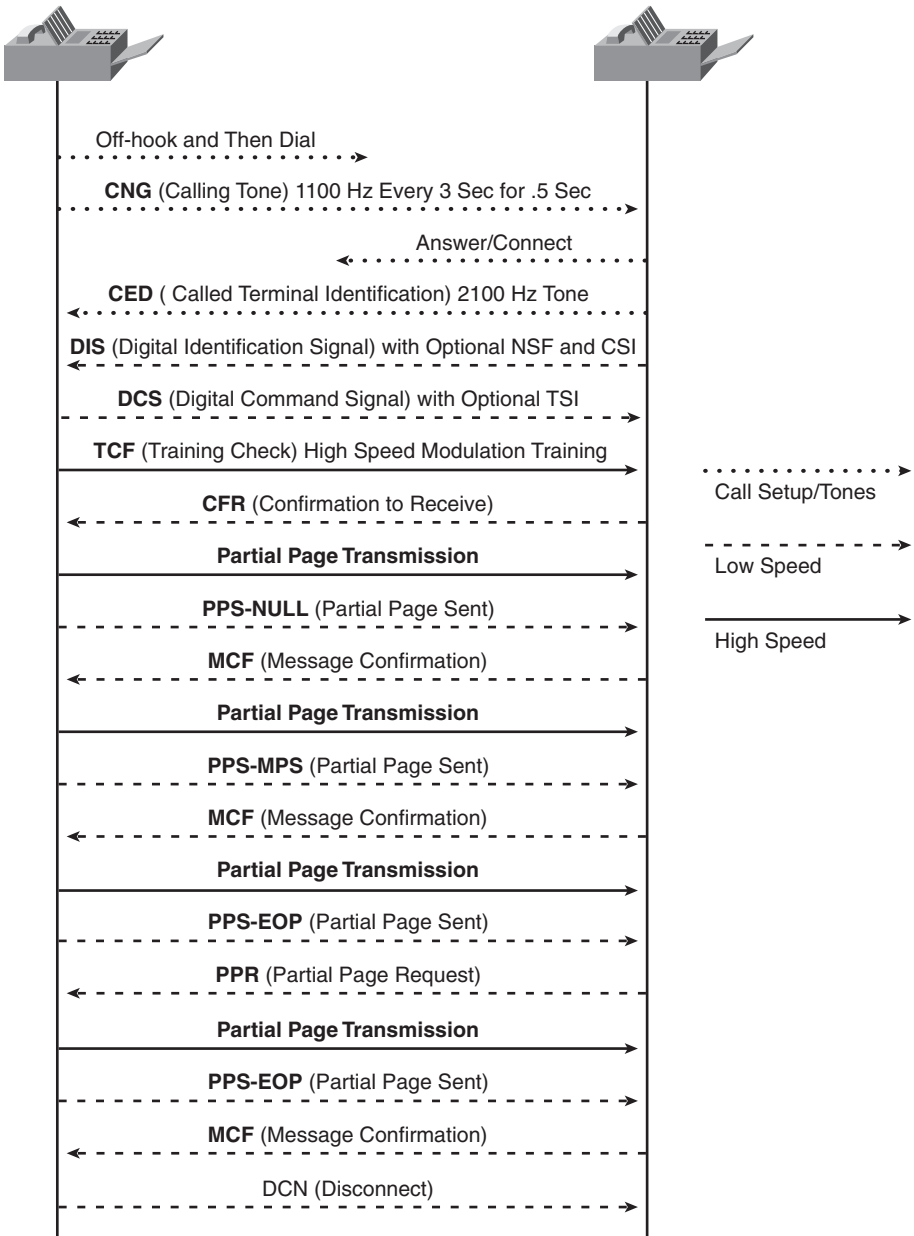 Off-hook and Then Dial
CNG (Calling Tone) 1100 Hz Every 3 Sec for .5 Sec
Answer/Connect
CED ( Called Terminal Identification) 2100 Hz Tone
DIS (Digital Identification Signal) with Optional NSF and CSI
DCS (Digital Command Signal) with Optional TSI
TCF (Training Check) High Speed Modulation Training
CFR (Confirmation to Receive)
Partial Page Transmission
PPS-NULL (Partial Page Sent)
MCF (Message Confirmation)
Partial Page Transmission
PPS-MPS (Partial Page Sent)
MCF (Message Confirmation)
Partial Page Transmission
PPS-EOP (Partial Page Sent)
PPR (Partial Page Request)
Partial Page Transmission
PPS-EOP (Partial Page Sent)
MCF (Message Confirmation)
DCN (Disconnect)
Call Setup/Tones
Low Speed
High Speed